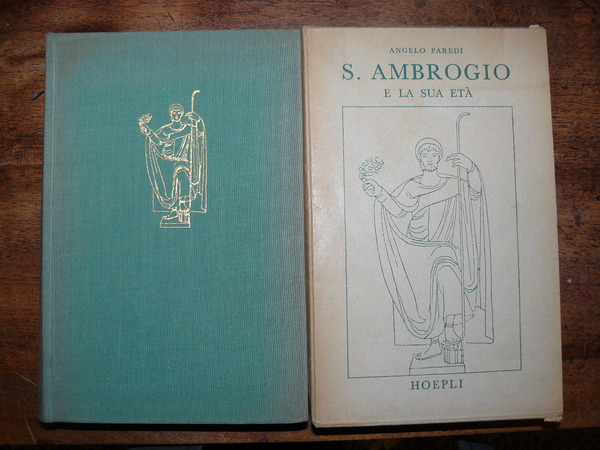 ANGELO PAREDI
S. AMBROGIO
E LA SUA ETÀ
HOEPLI